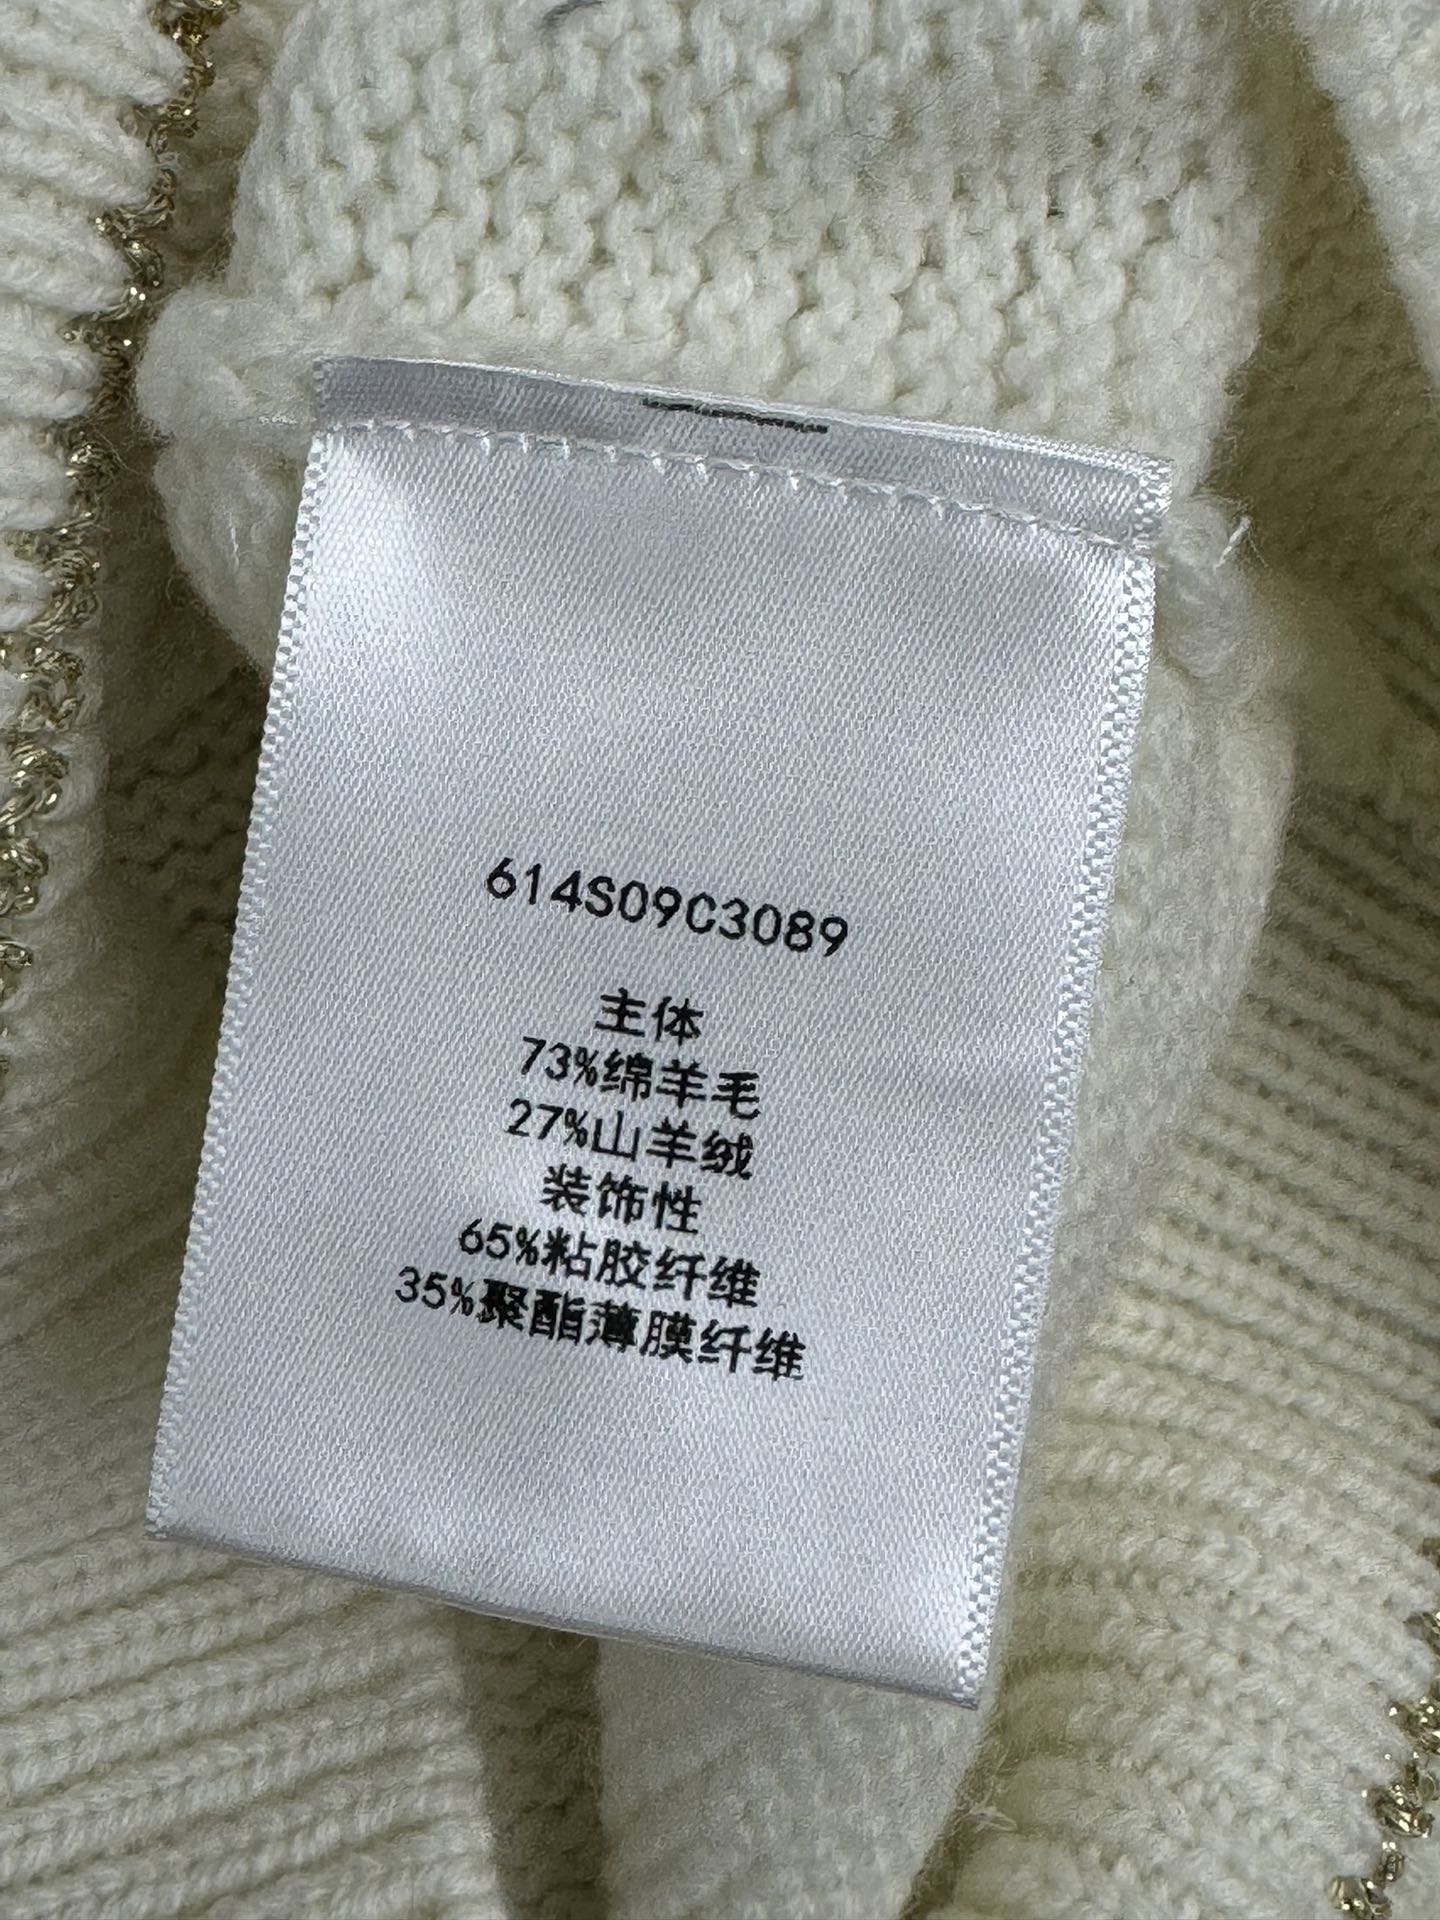 614S09C3089
主体
73%绵羊毛
27%山羊绒
装饰性
65%粘胶纤维
35%聚酯薄膜纤维